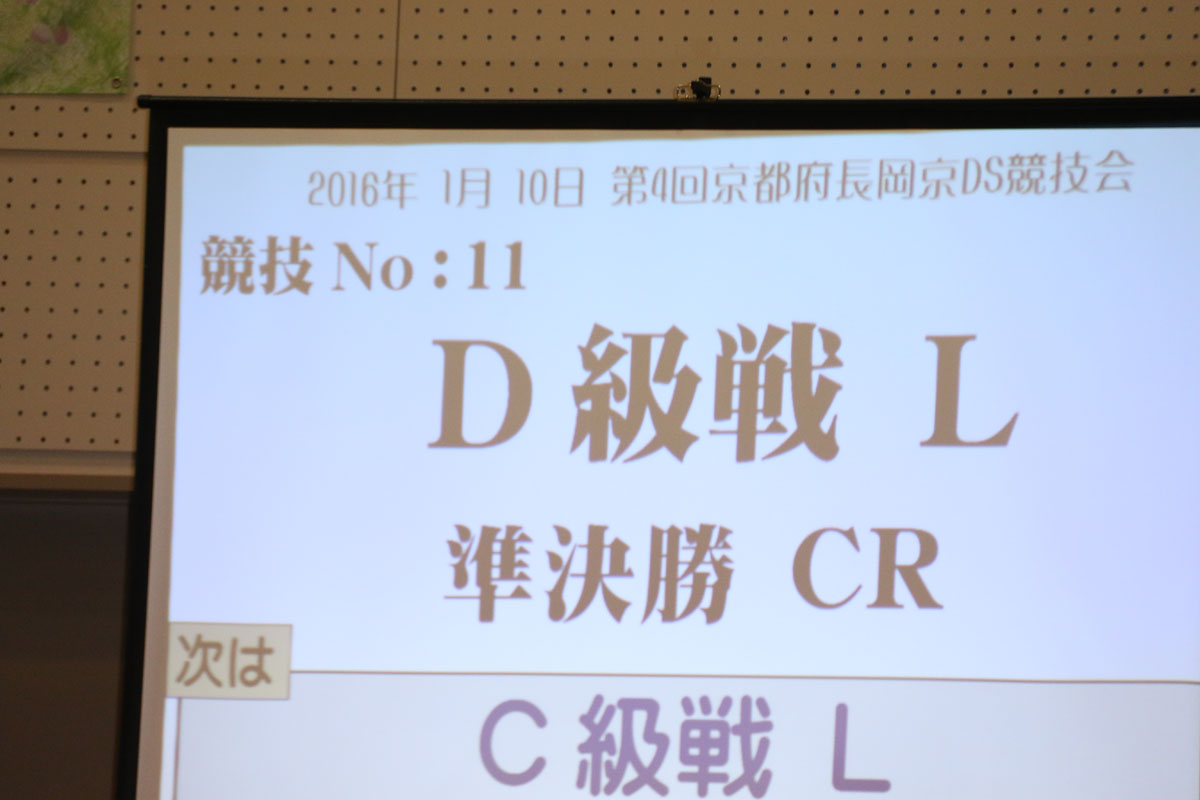 2016年 1月 10日 第4回京都府長岡京DS競技会
競技 No：11
D 級戦 L
準決勝 CR
次は
C 級戦 L